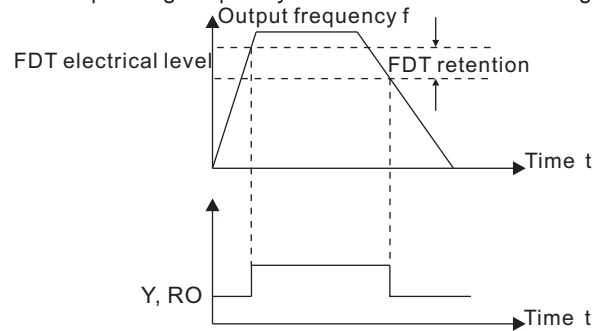 Output frequency f
FDT electrical level
FDT retention
Time t
Y, RO
Time t